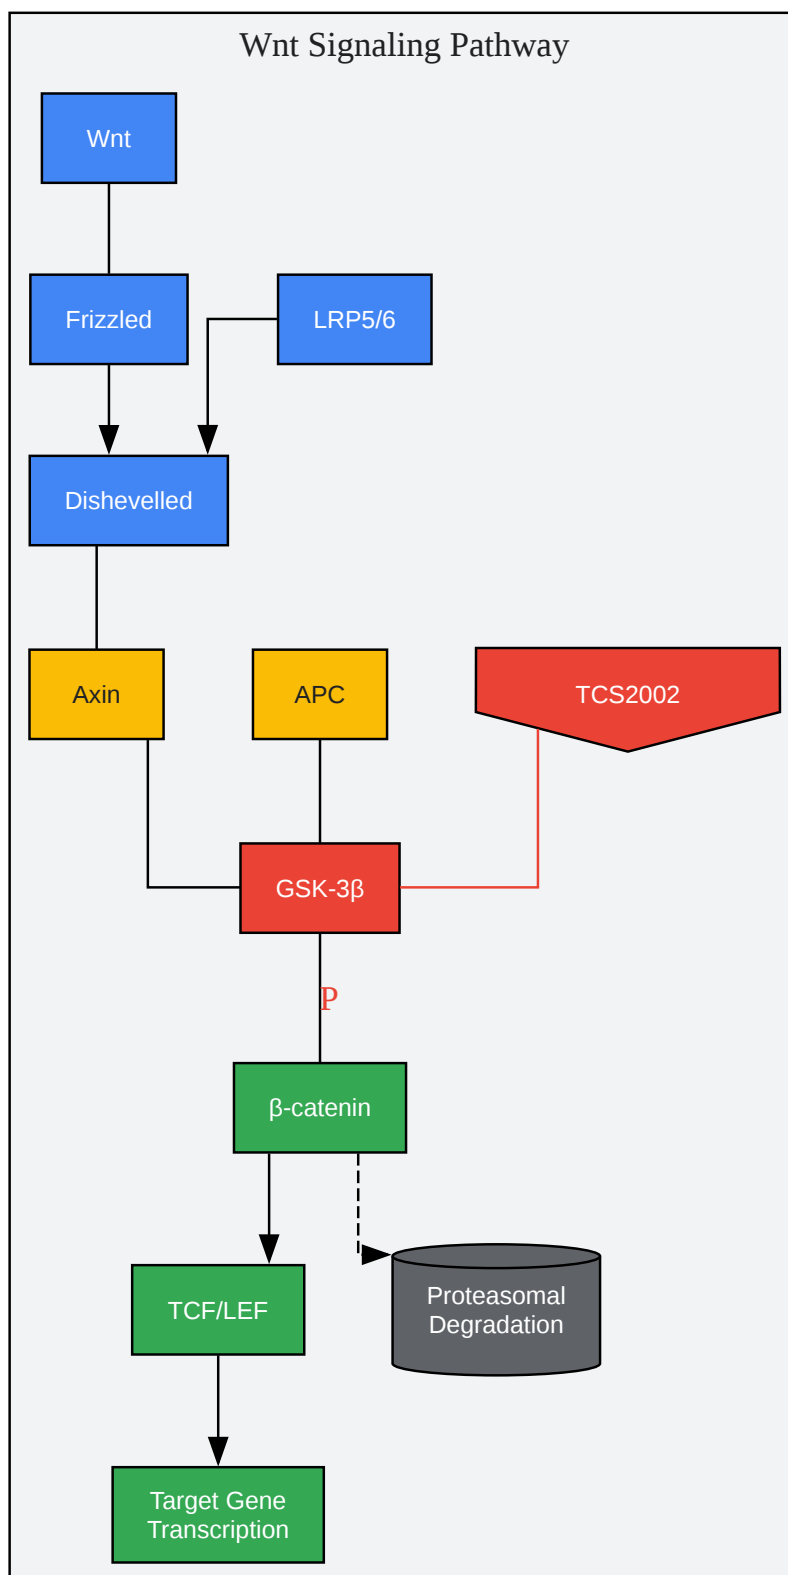 Wnt Signaling Pathway
Wnt
Frizzled
LRP5/6
Dishevelled
Axin
APC
TCS2002
GSK-3β
P
β-catenin
TCF/LEF
Proteasomal
Degradation
Target Gene
Transcription